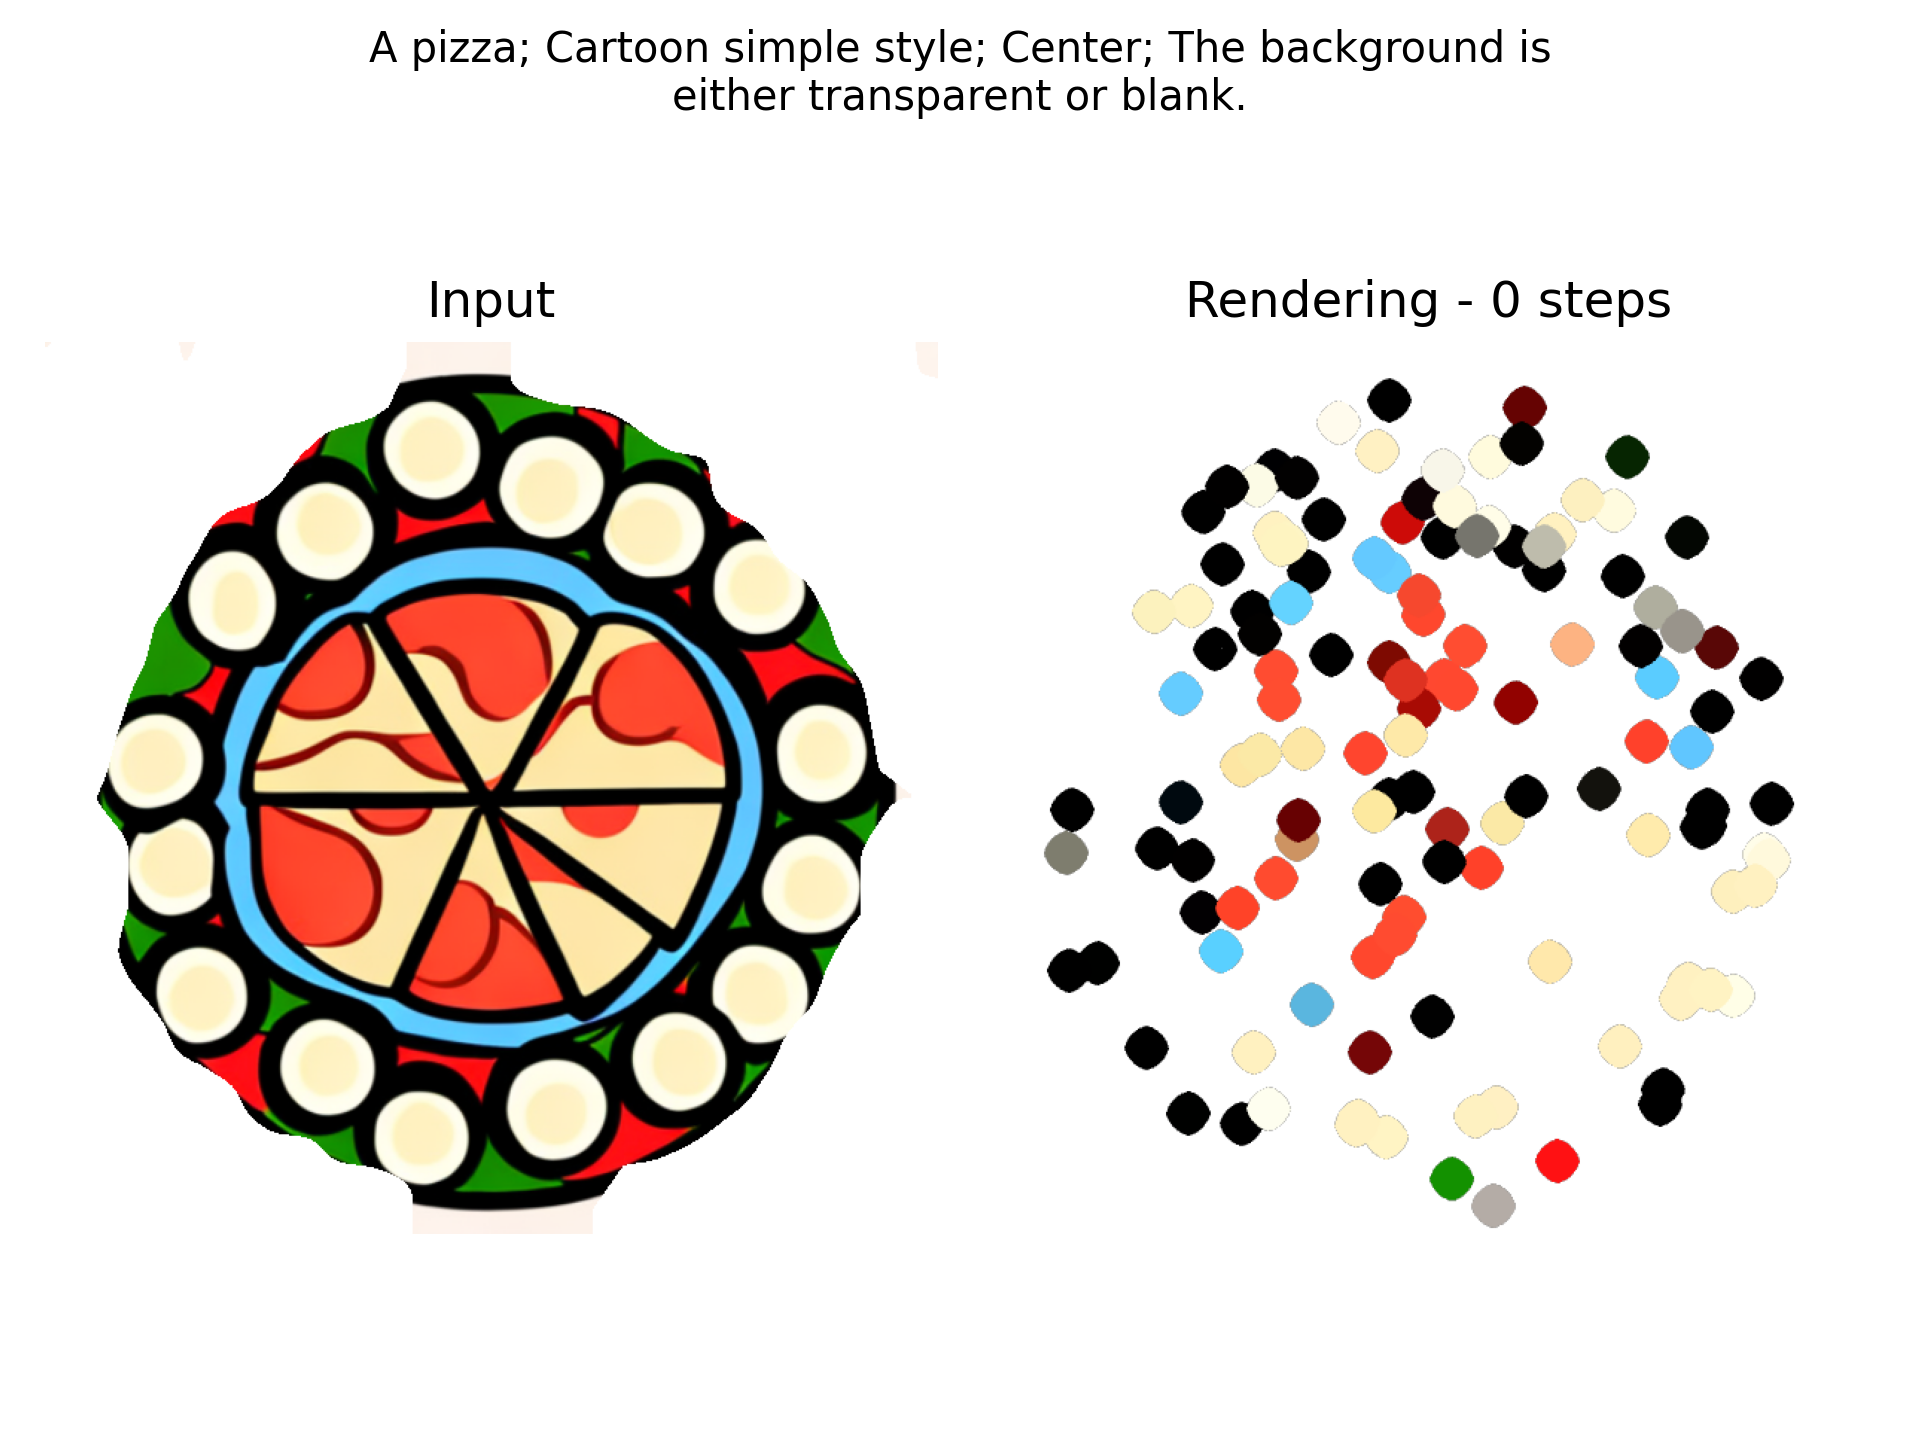 A pizza; Cartoon simple style; Center; The background is
either transparent or blank.
Input
Rendering - 0 steps